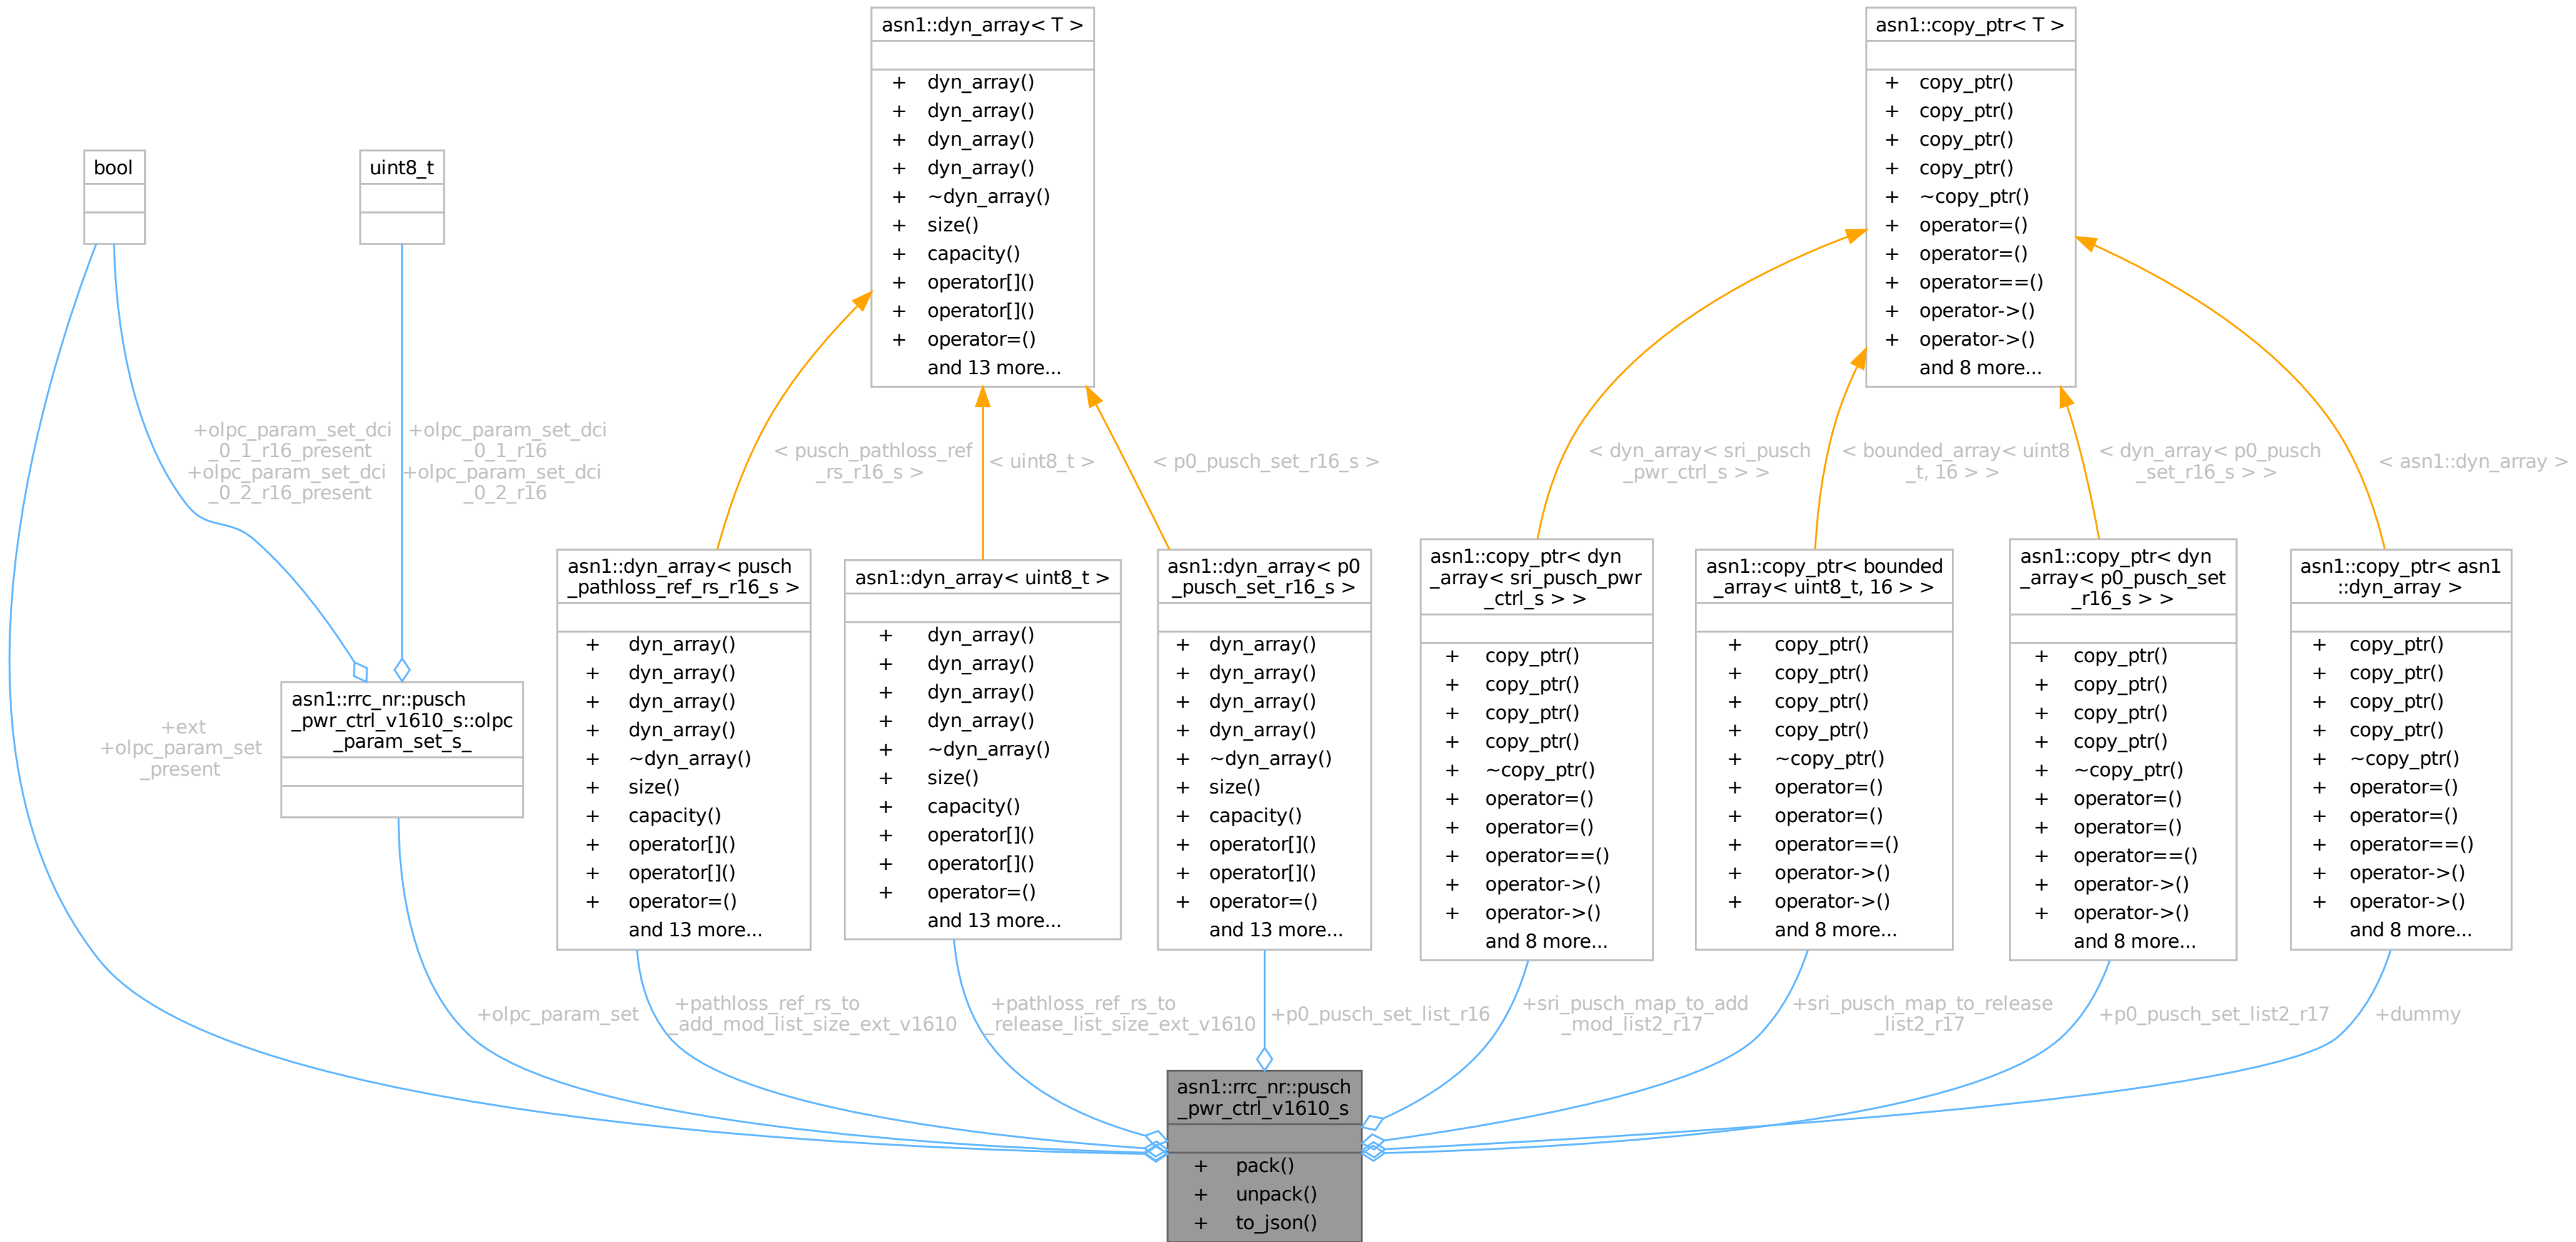 asn1::dyn_array< T >
+ dyn_array()
+ dyn_array()
+ dyn_array()
+ dyn_array()
+ ~dyn_array()
+ size()
+ capacity()
+ operator[]()
+ operator[]()
+ operator=()
and 13 more...
asn1::copy_ptr< T >
+ copy_ptr()
+ copy_ptr()
+ copy_ptr()
+ copy_ptr()
+ ~copy_ptr()
+ operator=()
+ operator=()
+ operator==()
+ operator->()
+ operator->()
and 8 more...
bool
uint8_t
+olpc_param_set_dci
_0_1_r16_present
+olpc_param_set_dci
_0_2_r16_present
+olpc_param_set_dci
_0_1_r16
+olpc_param_set_dci
_0_2_r16
< pusch_pathloss_ref
_rs_r16_s >
< uint8_t >
< p0_pusch_set_r16_s >
< dyn_array< sri_pusch
_pwr_ctrl_s > >
< bounded_array< uint8
_t, 16 > >
< dyn_array< p0_pusch
_set_r16_s > >
< asn1::dyn_array >
+ext
+olpc_param_set
_present
asn1::rrc_nr::pusch
_pwr_ctrl_v1610_s::olpc
_param_set_s_
asn1::dyn_array< pusch
_pathloss_ref_rs_r16_s >
+ dyn_array()
+ dyn_array()
+ dyn_array()
+ dyn_array()
+ ~dyn_array()
+ size()
+ capacity()
+ operator[]()
+ operator[]()
+ operator=()
and 13 more...
asn1::dyn_array< uint8_t >
+ dyn_array()
+ dyn_array()
+ dyn_array()
+ dyn_array()
+ ~dyn_array()
+ size()
+ capacity()
+ operator[]()
+ operator[]()
+ operator=()
and 13 more...
asn1::dyn_array< p0
_pusch_set_r16_s >
+ dyn_array()
+ dyn_array()
+ dyn_array()
+ dyn_array()
+ ~dyn_array()
+ size()
+ capacity()
+ operator[]()
+ operator[]()
+ operator=()
and 13 more...
asn1::copy_ptr< dyn
_array< sri_pusch_pwr
_ctrl_s > >
+ copy_ptr()
+ copy_ptr()
+ copy_ptr()
+ copy_ptr()
+ ~copy_ptr()
+ operator=()
+ operator=()
+ operator==()
+ operator->()
+ operator->()
and 8 more...
asn1::copy_ptr< bounded
_array< uint8_t, 16 > >
+ copy_ptr()
+ copy_ptr()
+ copy_ptr()
+ copy_ptr()
+ ~copy_ptr()
+ operator=()
+ operator=()
+ operator==()
+ operator->()
+ operator->()
and 8 more...
asn1::copy_ptr< dyn
_array< p0_pusch_set
_r16_s > >
+ copy_ptr()
+ copy_ptr()
+ copy_ptr()
+ copy_ptr()
+ ~copy_ptr()
+ operator=()
+ operator=()
+ operator==()
+ operator->()
+ operator->()
and 8 more...
asn1::copy_ptr< asn1
::dyn_array >
+ copy_ptr()
+ copy_ptr()
+ copy_ptr()
+ copy_ptr()
+ ~copy_ptr()
+ operator=()
+ operator=()
+ operator==()
+ operator->()
+ operator->()
and 8 more...
+olpc_param_set
+pathloss_ref_rs_to
_add_mod_list_size_ext_v1610
+pathloss_ref_rs_to
_release_list_size_ext_v1610
+p0_pusch_set_list_r16
+sri_pusch_map_to_add
_mod_list2_r17
+sri_pusch_map_to_release
_list2_r17
+p0_pusch_set_list2_r17
+dummy
asn1::rrc_nr::pusch
_pwr_ctrl_v1610_s
+ pack()
+ unpack()
+ to_json()